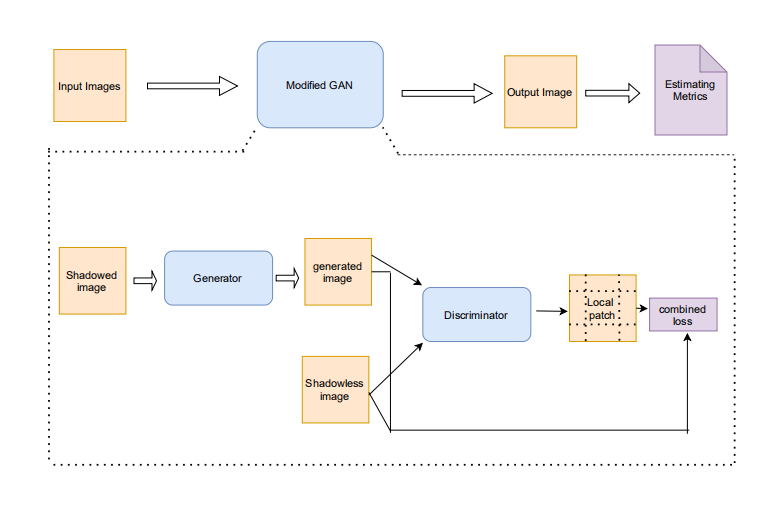 Input Images
Modified GAN
Output Image
Estimating
Metrics
Shadowed
image
Generator
generated
image
Discriminator
Local
patch
combined
loss
Shadowless
image